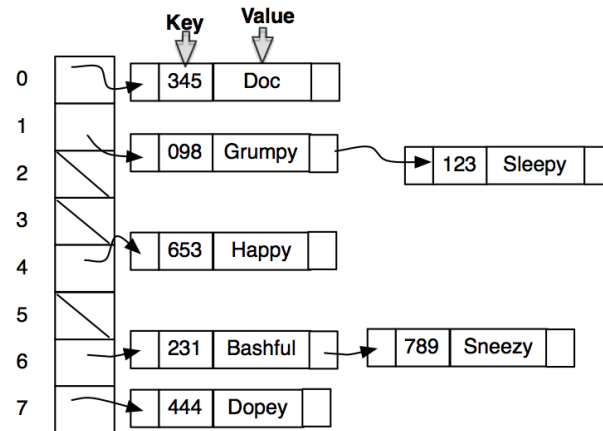 Key Value
0 345 Doc
1 098 Grumpy 123 Sleepy
2
3
4 653 Happy
5
6 231 Bashful 789 Sneezy
7 444 Dopey